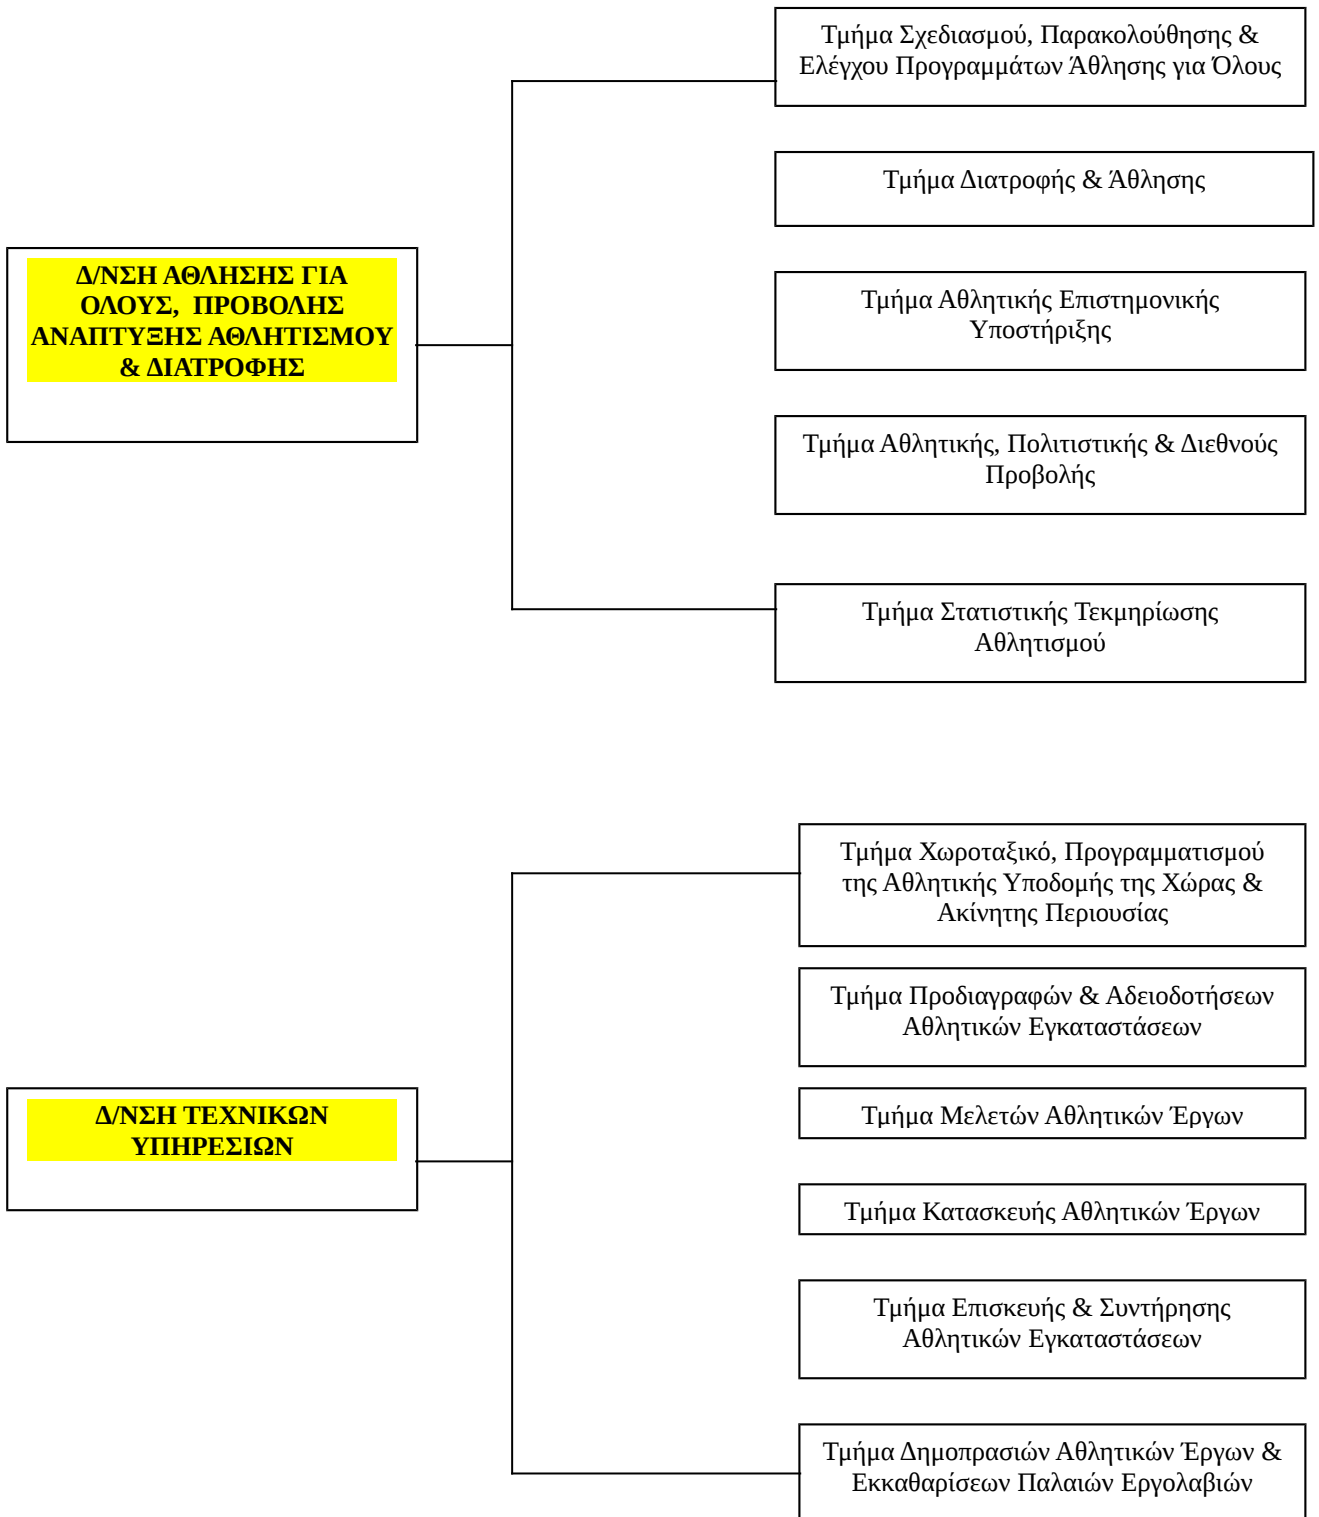 Τμήμα Σχεδιασμού, Παρακολούθησης &
Ελέγχου Προγραμμάτων Άθλησης για Όλους
Τμήμα Διατροφής & Άθλησης
Δ/ΝΣΗ ΑΘΛΗΣΗΣ ΓΙΑ
ΟΛΟΥΣ, ΠΡΟΒΟΛΗΣ
ΑΝΑΠΤΥΞΗΣ ΑΘΛΗΤΙΣΜΟΥ
& ΔΙΑΤΡΟΦΗΣ
Τμήμα Αθλητικής Επιστημονικής
Υποστήριξης
Τμήμα Αθλητικής, Πολιτιστικής & Διεθνούς
Προβολής
Τμήμα Στατιστικής Τεκμηρίωσης
Αθλητισμού
Τμήμα Χωροταξικό, Προγραμματισμού
της Αθλητικής Υποδομής της Χώρας &
Ακίνητης Περιουσίας
Τμήμα Προδιαγραφών & Αδειοδοτήσεων
Αθλητικών Εγκαταστάσεων
Δ/ΝΣΗ ΤΕΧΝΙΚΩΝ
ΥΠΗΡΕΣΙΩΝ
Τμήμα Μελετών Αθλητικών Έργων
Τμήμα Κατασκευής Αθλητικών Έργων
Τμήμα Επισκευής & Συντήρησης
Αθλητικών Εγκαταστάσεων
Τμήμα Δημοπρασιών Αθλητικών Έργων &
Εκκαθαρίσεων Παλαιών Εργολαβιών